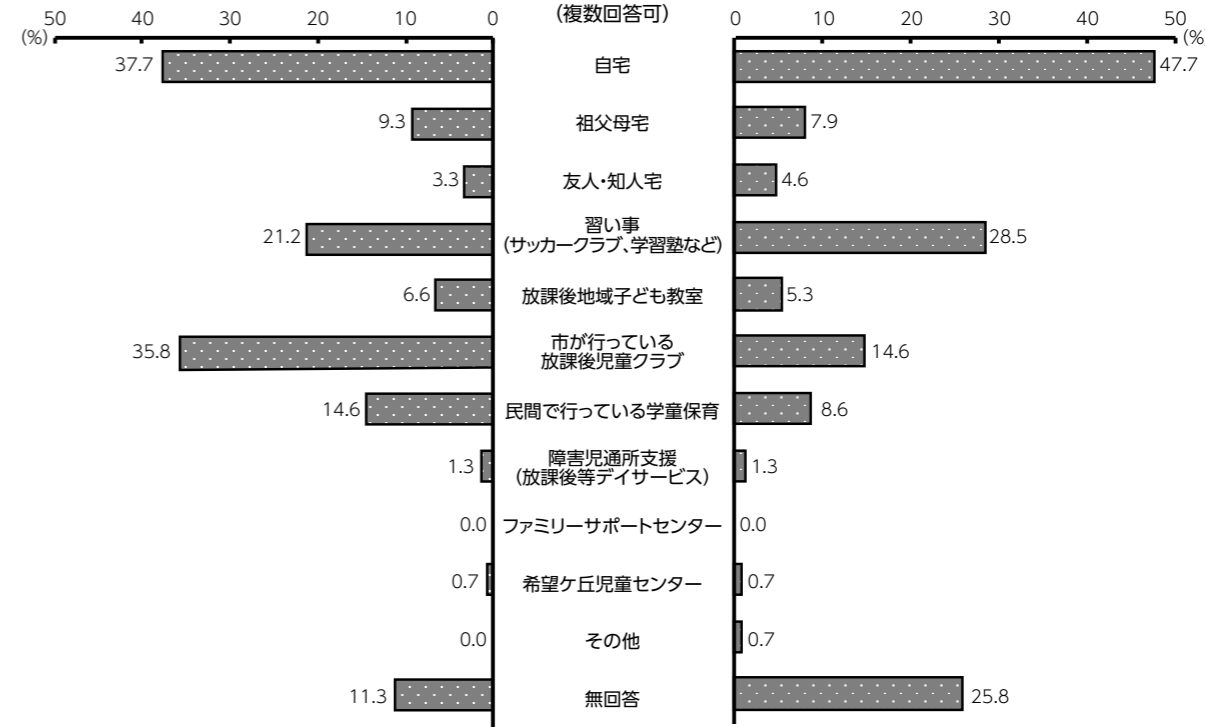 50 40 30 20 10 0 (複数回答可) 0 10 20 30 40 50
(%) (%)
37.7 自宅 47.7
9.3 祖父母宅 7.9
3.3 友人・知人宅 4.6
習い事
21.2 (サッカークラブ、学習塾など) 28.5
6.6 放課後地域子ども教室 5.3
市が行っている
35.8 放課後児童クラブ 14.6
14.6 民間で行っている学童保育 8.6
障害児通所支援
1.3 (放課後等デイサービス) 1.3
0.0 ファミリーサポートセンター 0.0
0.7 希望ケ丘児童センター 0.7
0.0 その他 0.7
11.3 無回答 25.8